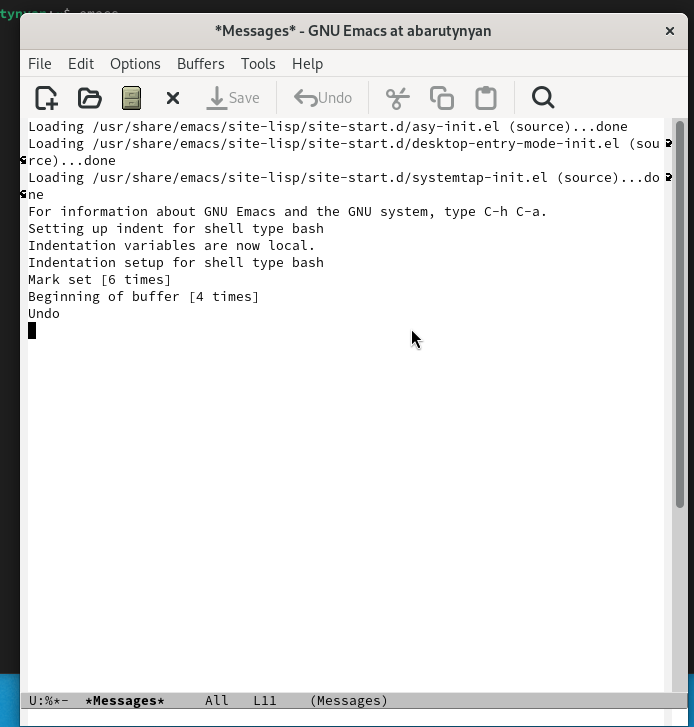 *Messages* - GNU Emacs at abarutynyan
File Edit Options Buffers Tools Help
Save Undo
Loading /usr/share/emacs/site-lisp/site-start.d/asy-init.el (source)...done
Loading /usr/share/emacs/site-lisp/site-start.d/desktop-entry-mode-init.el (sou
rce)...done
Loading /usr/share/emacs/site-lisp/site-start.d/systemtap-init.el (source)...do
ne
For information about GNU Emacs and the GNU system, type C-h C-a.
Setting up indent for shell type bash
Indentation variables are now local.
Indentation setup for shell type bash
Mark set [6 times]
Beginning of buffer [4 times]
Undo
U:%*- *Messages* All L11 (Messages)